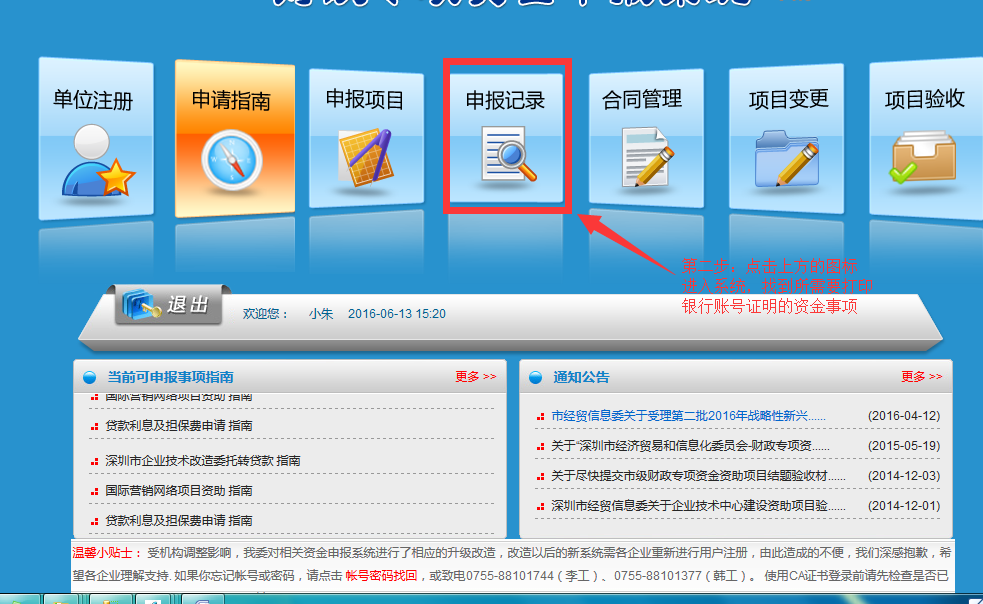 单位注册
申请指南
申报项目
申报记录
合同管理
项目变更
项目验收
第二步，点击上方的图标
进入系统，找到所需要打印
银行账号证明的资金事项
退出
欢迎您： 小朱 2016-06-13 15:20
当前可申报事项指南 更多 >>
国际营销网络项目资助 指南
贷款利息及担保费申请 指南
深圳市企业技术改造委托转贷款 指南
国际营销网络项目资助 指南
贷款利息及担保费申请 指南
通知公告 更多 >>
市经贸信息委关于受理第二批2016年战略性新兴...... (2016-04-12)
关于“深圳市经济贸易和信息化委员会-财政专项资...... (2015-05-19)
关于尽快提交市级财政专项资金资助项目结题验收材...... (2014-12-03)
深圳市经贸信息委关于企业技术中心建设资助项目验...... (2014-12-01)
温馨小贴士： 受机构调整影响，我委对相关资金申报系统进行了相应的升级改造，改造以后的新系统需各企业重新进行用户注册，由此造成的不便，我们深感抱歉，希
望各企业理解支持. 如果你忘记帐号或密码，请点击 帐号密码找回，或致电0755-88101744（李工）、0755-88101377（韩工）。 使用CA证书登录前请先检查是否已